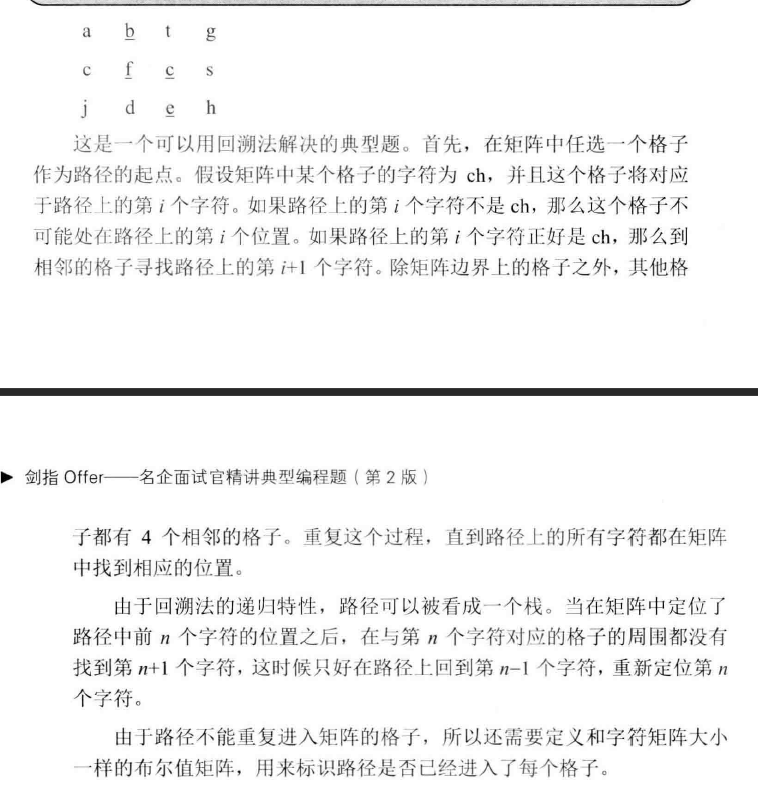 a b t g
c f c s
j d e h
这是一个可以用回溯法解决的典型题。首先，在矩阵中任选一个格子
作为路径的起点。假设矩阵中某个格子的字符为 ch，并且这个格子将对应
于路径上的第 i 个字符。如果路径上的第 i 个字符不是 ch，那么这个格子不
可能处在路径上的第 i 个位置。如果路径上的第 i 个字符正好是 ch，那么到
相邻的格子寻找路径上的第 i+1 个字符。除矩阵边界上的格子之外，其他格
▶ 剑指 Offer——名企面试官精讲典型编程题（第 2 版）
子都有 4 个相邻的格子。重复这个过程，直到路径上的所有字符都在矩阵
中找到相应的位置。
由于回溯法的递归特性，路径可以被看成一个栈。当在矩阵中定位了
路径中前 n 个字符的位置之后，在与第 n 个字符对应的格子的周围都没有
找到第 n+1 个字符，这时候只好在路径上回到第 n−1 个字符，重新定位第 n
个字符。
由于路径不能重复进入矩阵的格子，所以还需要定义和字符矩阵大小
一样的布尔值矩阵，用来标识路径是否已经进入了每个格子。